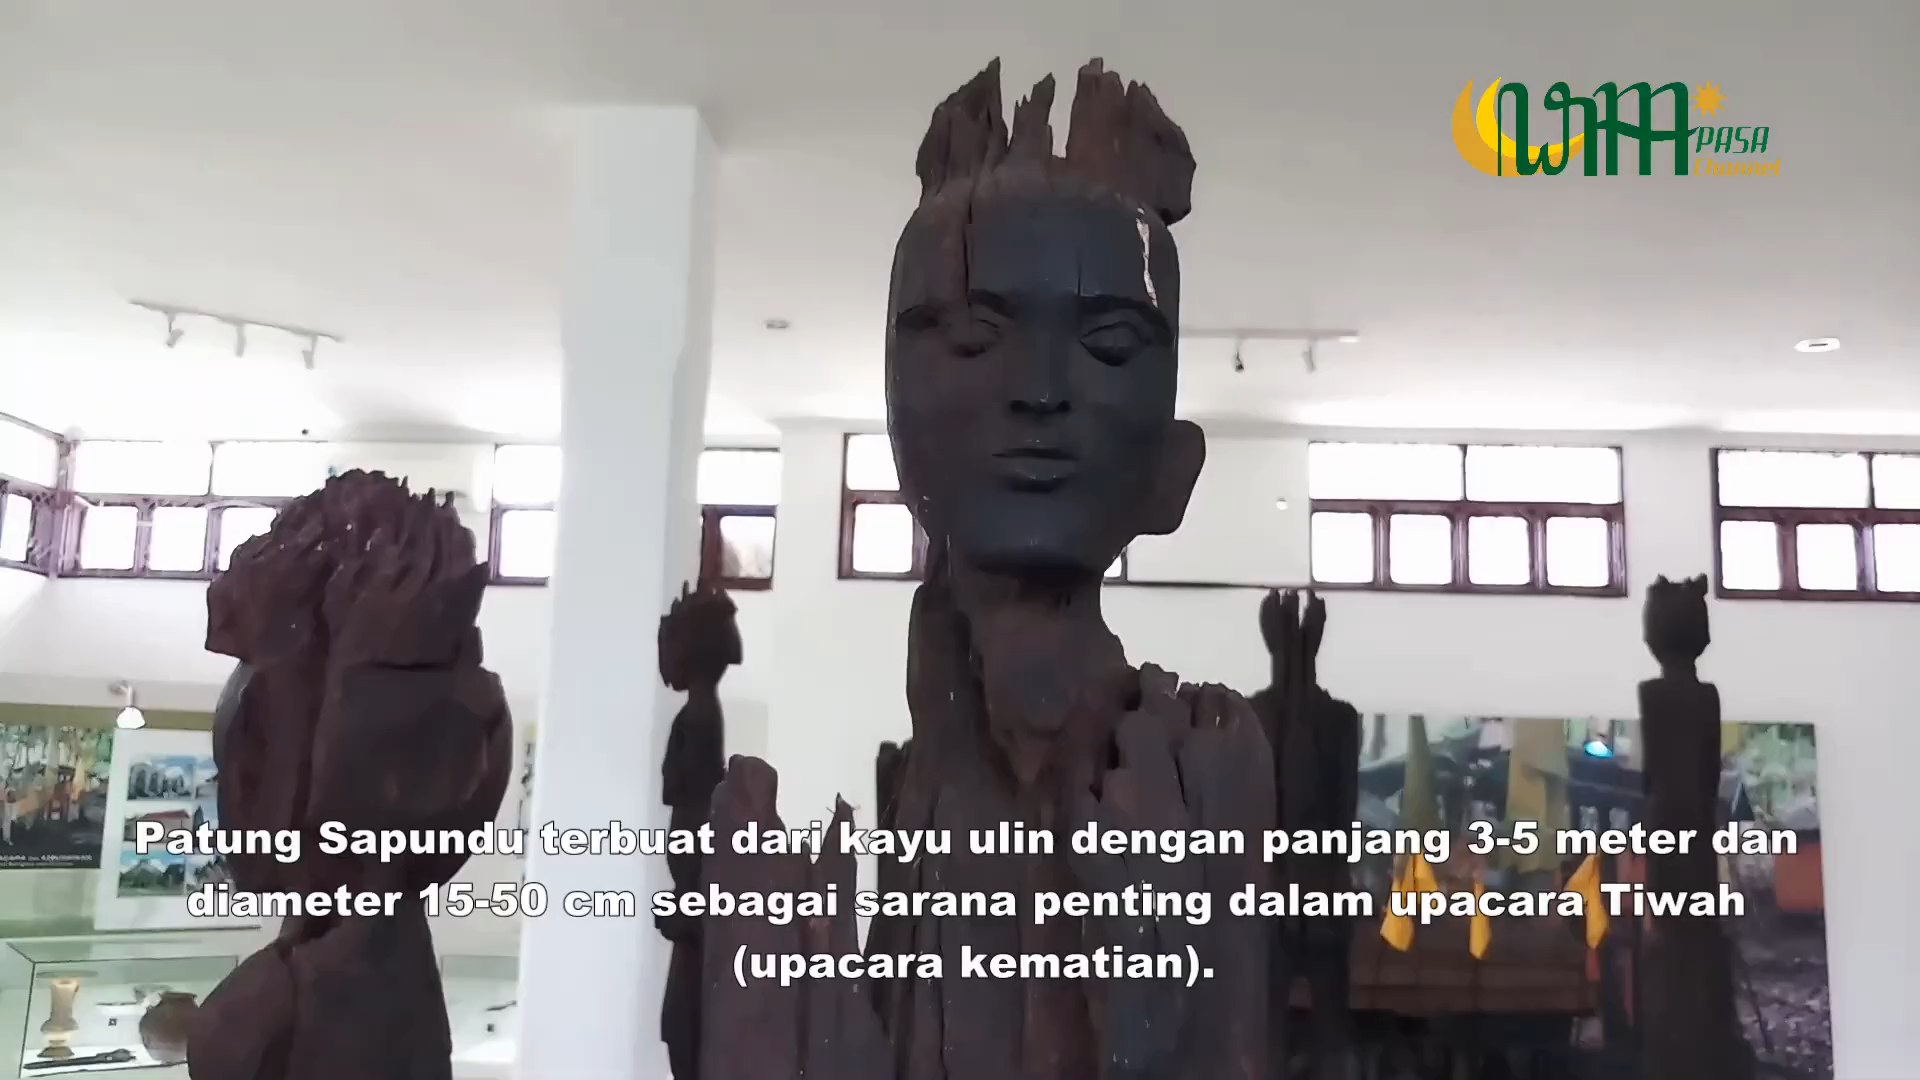 PASA
Channel
Patung Sapundu terbuat dari kayu ulin dengan panjang 3-5 meter dan
diameter 15-50 cm sebagai sarana penting dalam upacara Tiwah
(upacara kematian).